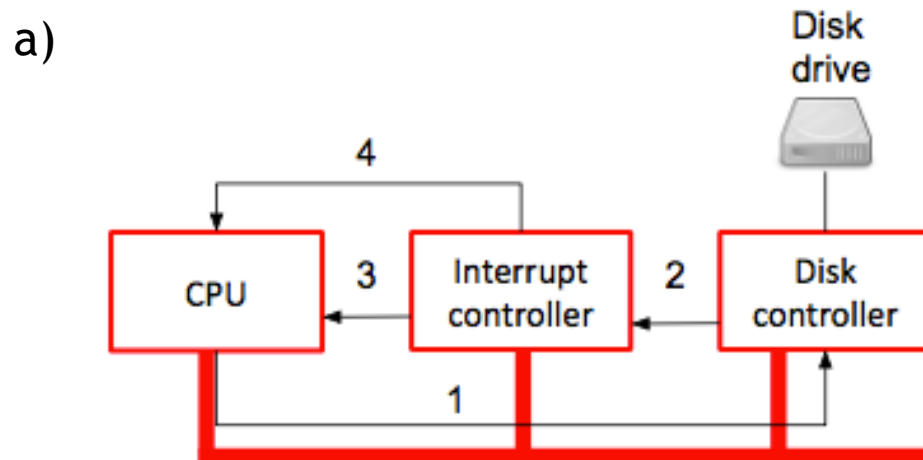 a)
Disk
drive
4
CPU
3
Interrupt
controller
2
Disk
controller
1